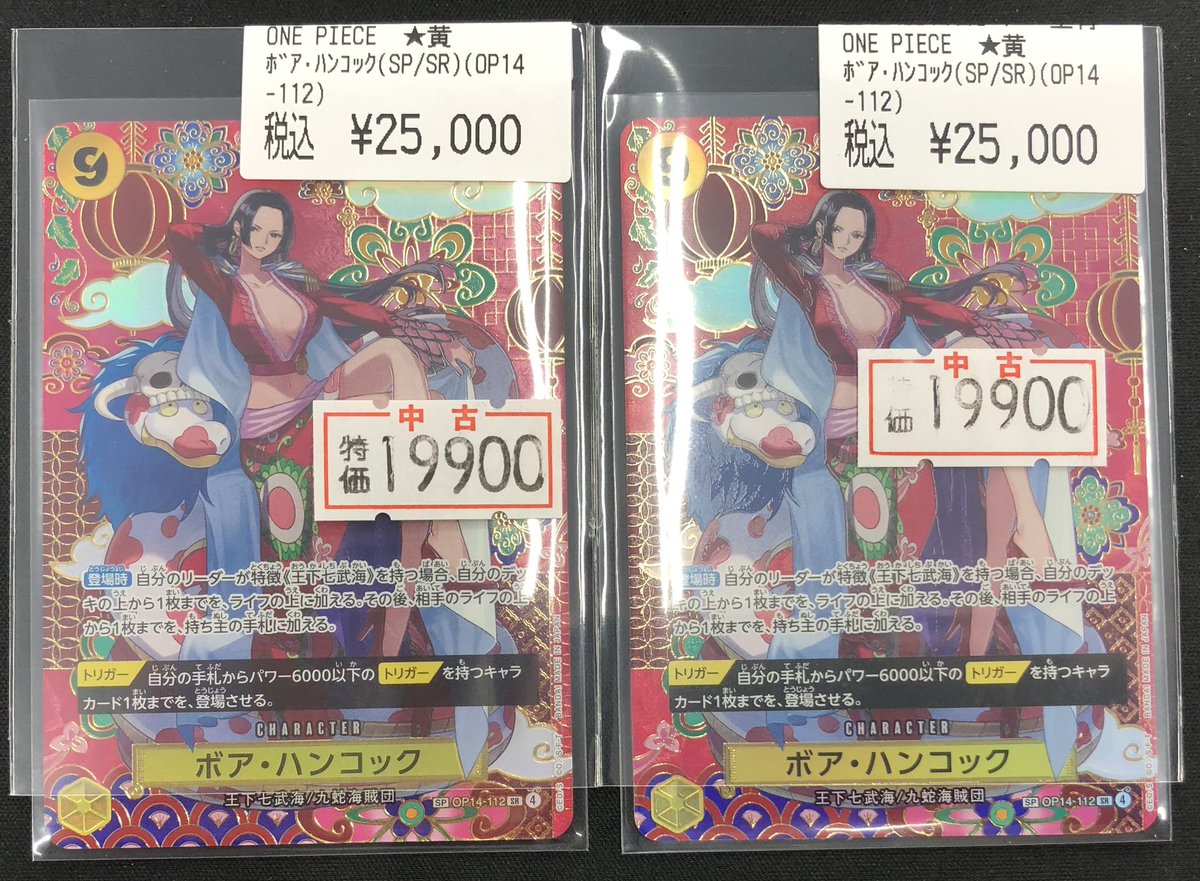 ONE PIECE ★黄
ﾎﾞｱ・ﾊﾝｺｯｸ(SP/SR)(OP14
-112)
税込 ¥25,000
9
中古
特価 19900
登場時 自分のリーダーが特徴《王下七武海》を持つ場合、自分のデッ
キの上から1枚までを、ライフの上に加える。その後、相手のライフの上
から1枚までを、持ち主の手札に加える。
トリガー 自分の手札からパワー6000以下の トリガー を持つキャラ
カード1枚までを、登場させる。
CHARACTER
ボア・ハンコック
王下七武海/九蛇海賊団
SP OP14-112 SR 4
BANDAI MADE IN JAPAN
ONE PIECE ★黄
ﾎﾞｱ・ﾊﾝｺｯｸ(SP/SR)(OP14
-112)
税込 ¥25,000
9
中古
価 19900
登場時 自分のリーダーが特徴《王下七武海》を持つ場合、自分のデッ
キの上から1枚までを、ライフの上に加える。その後、相手のライフの上
から1枚までを、持ち主の手札に加える。
トリガー 自分の手札からパワー6000以下の トリガー を持つキャラ
カード1枚までを、登場させる。
CHARACTER
ボア・ハンコック
王下七武海/九蛇海賊団
SP OP14-112 SR 4
BANDAI MADE IN JAPAN